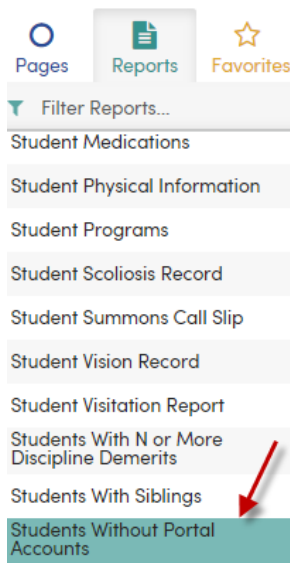 Pages Reports Favorites
Filter Reports...
Student Medications
Student Physical Information
Student Programs
Student Scoliosis Record
Student Summons Call Slip
Student Vision Record
Student Visitation Report
Students With N or More
Discipline Demerits
Students With Siblings
Students Without Portal
Accounts